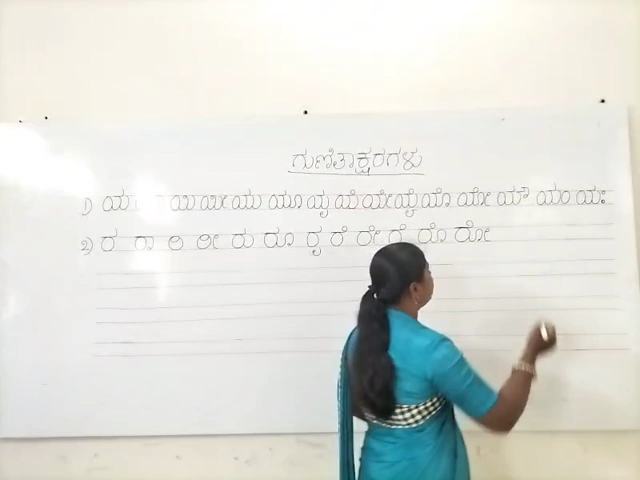 ಗುಣಿತಾಕ್ಷರಗಳು
೧) ಯ ಯಿ ಯೀ ಯು ಯೂ ಯೃ ಯೆ ಯೇ ಯೈ ಯೊ ಯೋ ಯೌ ಯಂ ಯಃ
೨) ರ ರಾ ರಿ ರೀ ರು ರೂ ರೃ ರೆ ರೇ ರೈ ರೊ ರೋ